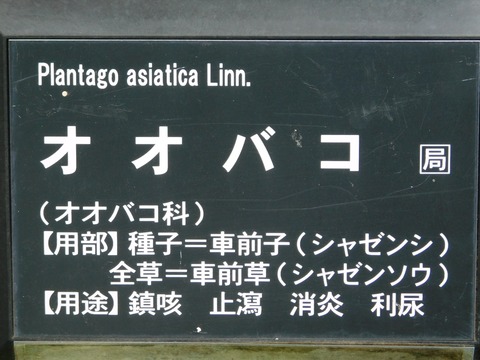 Plantago asiatica Linn.
オオバコ 局
(オオバコ科)
【用部】種子=車前子(シャゼンシ)
全草=車前草(シャゼンソウ)
【用途】鎮咳 止瀉 消炎 利尿